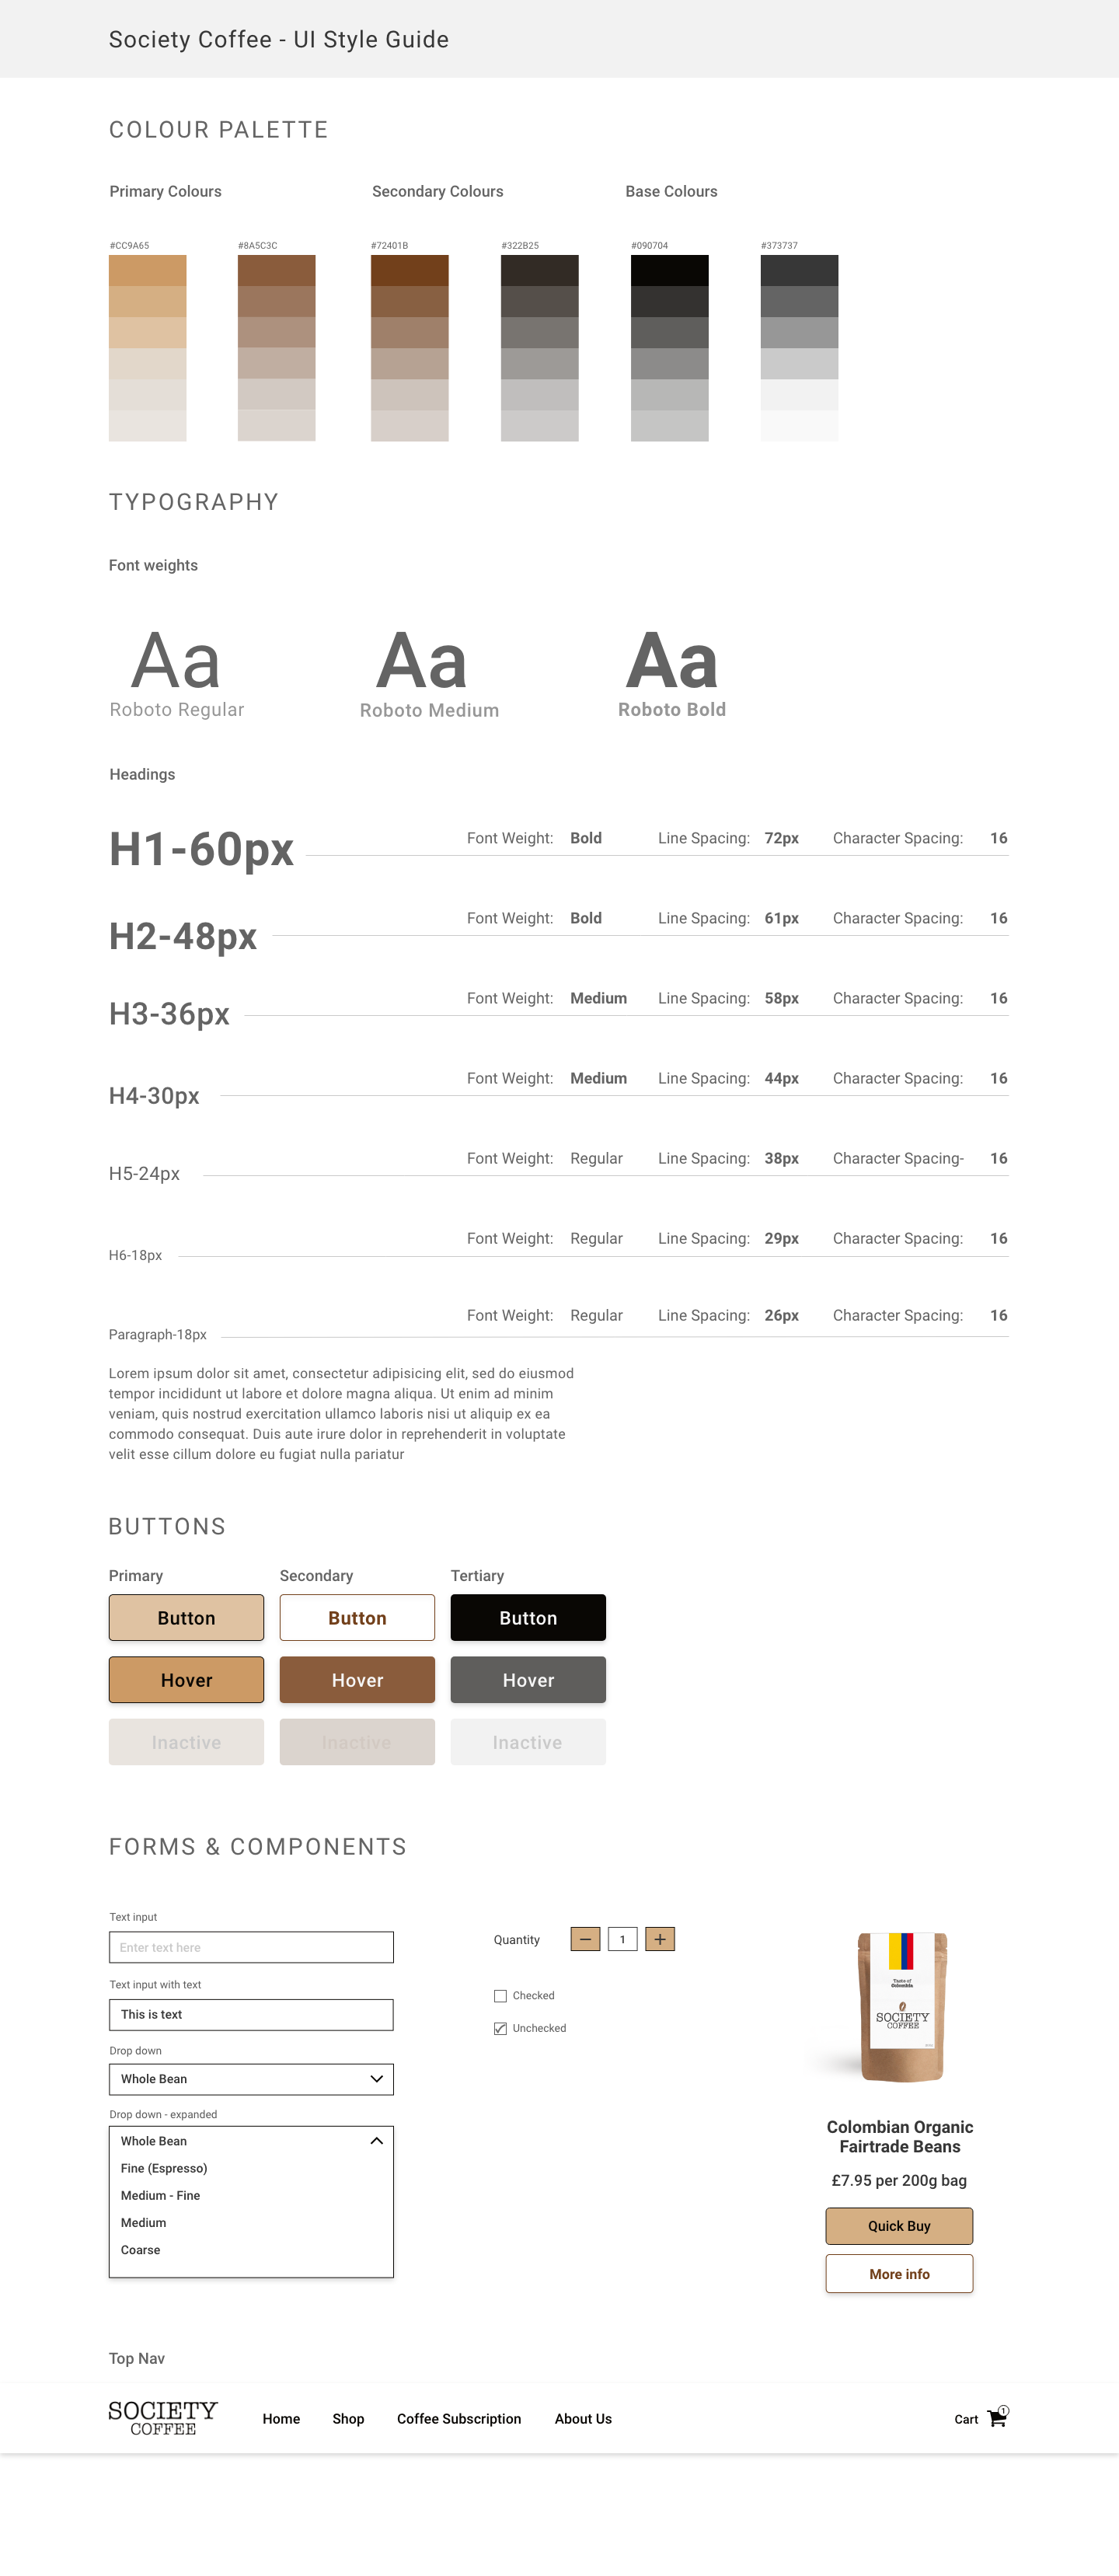 Society Coffee - UI Style Guide
COLOUR PALETTE
Primary Colours
Secondary Colours
Base Colours
#CC9A65
#8A5C3C
#72401B
#322B25
#090704
#373737
TYPOGRAPHY
Font weights
Aa
Aa
Aa
Roboto Regular
Roboto Medium
Roboto Bold
Headings
H1-60px
Font Weight: Bold Line Spacing: 72px Character Spacing: 16
H2-48px
Font Weight: Bold Line Spacing: 61px Character Spacing: 16
H3-36px
Font Weight: Medium Line Spacing: 58px Character Spacing: 16
H4-30px
Font Weight: Medium Line Spacing: 44px Character Spacing: 16
H5-24px
Font Weight: Regular Line Spacing: 38px Character Spacing- 16
H6-18px
Font Weight: Regular Line Spacing: 29px Character Spacing: 16
Paragraph-18px
Font Weight: Regular Line Spacing: 26px Character Spacing: 16
Lorem ipsum dolor sit amet, consectetur adipisicing elit, sed do eiusmod
tempor incididunt ut labore et dolore magna aliqua. Ut enim ad minim
veniam, quis nostrud exercitation ullamco laboris nisi ut aliquip ex ea
commodo consequat. Duis aute irure dolor in reprehenderit in voluptate
velit esse cillum dolore eu fugiat nulla pariatur
BUTTONS
Primary
Secondary
Tertiary
Button
Button
Button
Hover
Hover
Hover
Inactive
Inactive
Inactive
FORMS & COMPONENTS
Text input
Enter text here
Text input with text
This is text
Drop down
Whole Bean
Drop down - expanded
Whole Bean
Fine (Espresso)
Medium - Fine
Medium
Coarse
Quantity
1
Checked
Unchecked
Taste of
Colombia
SOCIETY
COFFEE
Colombian Organic
Fairtrade Beans
£7.95 per 200g bag
Quick Buy
More info
Top Nav
SOCIETY
COFFEE
Home
Shop
Coffee Subscription
About Us
Cart
1